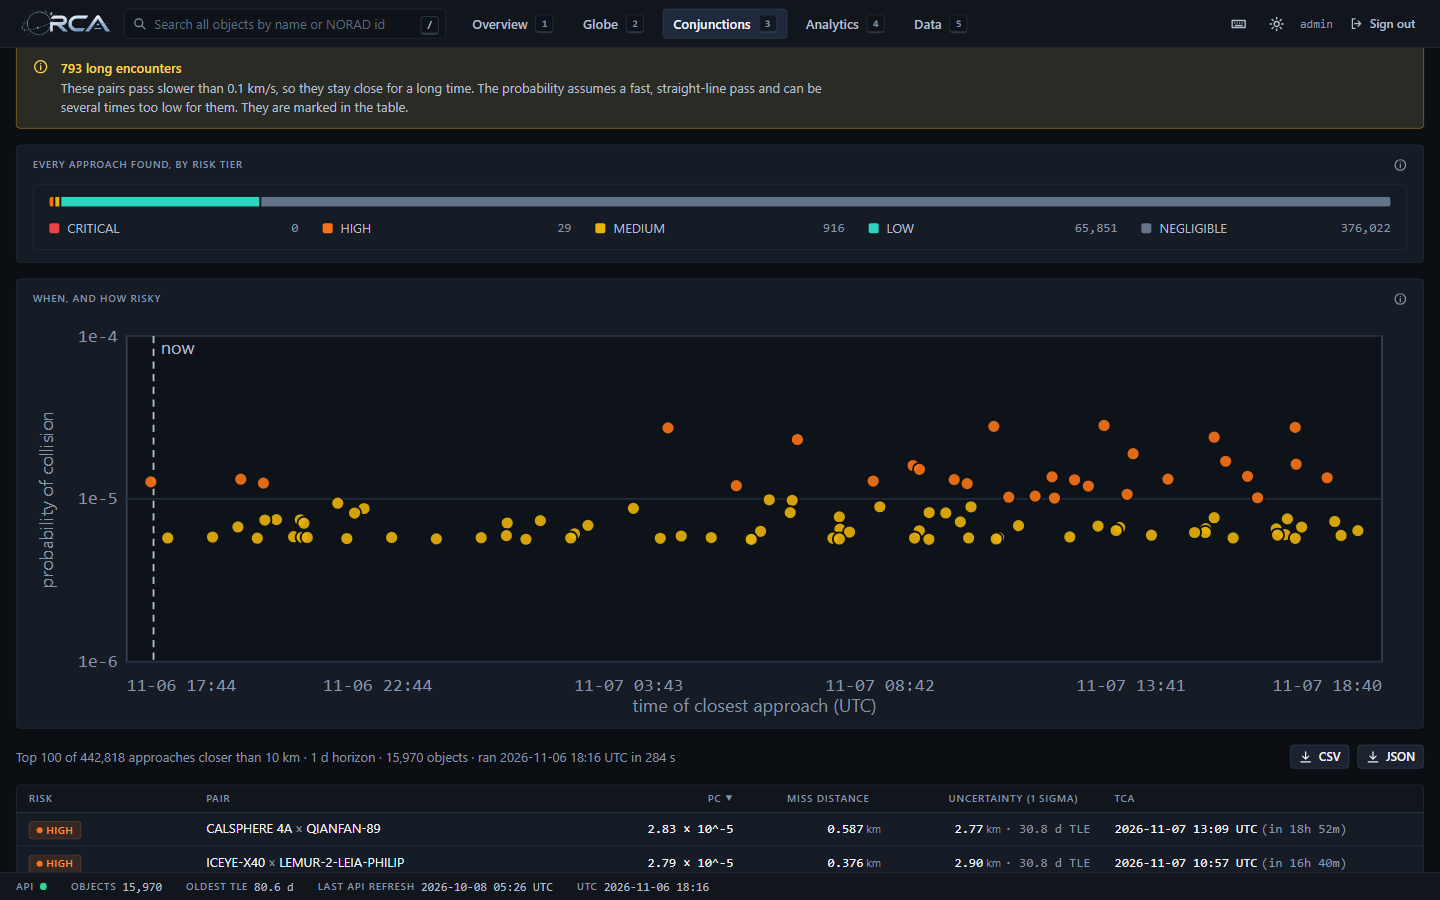 ORCA
Search all objects by name or NORAD id /
Overview 1 Globe 2 Conjunctions 3 Analytics 4 Data 5
admin Sign out
793 long encounters
These pairs pass slower than 0.1 km/s, so they stay close for a long time. The probability assumes a fast, straight-line pass and can be
several times too low for them. They are marked in the table.
EVERY APPROACH FOUND, BY RISK TIER
CRITICAL 0 HIGH 29 MEDIUM 916 LOW 65,851 NEGLIGIBLE 376,022
WHEN, AND HOW RISKY
1e-4
now
probability of collision
1e-5
1e-6
11-06 17:44 11-06 22:44 11-07 03:43 11-07 08:42 11-07 13:41 11-07 18:40
time of closest approach (UTC)
Top 100 of 442,818 approaches closer than 10 km · 1 d horizon · 15,970 objects · ran 2026-11-06 18:16 UTC in 284 s
CSV JSON
RISK PAIR PC ▼ MISS DISTANCE UNCERTAINTY (1 SIGMA) TCA
HIGH CALSPHERE 4A × QIANFAN-89 2.83 x 10^-5 0.587 km 2.77 km · 30.8 d TLE 2026-11-07 13:09 UTC (in 18h 52m)
HIGH ICEYE-X40 × LEMUR-2-LEIA-PHILIP 2.79 x 10^-5 0.376 km 2.90 km · 30.8 d TLE 2026-11-07 10:57 UTC (in 16h 40m)
API OBJECTS 15,970 OLDEST TLE 80.6 d LAST API REFRESH 2026-10-08 05:26 UTC UTC 2026-11-06 18:16